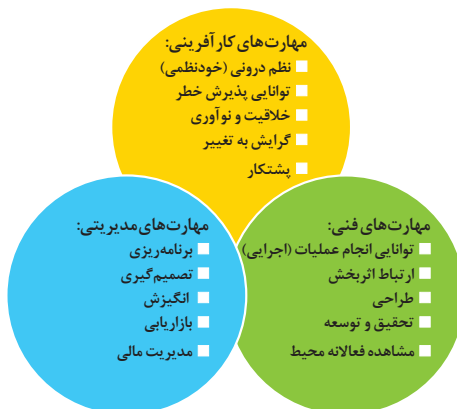 مهارت‌های کارآفرینی:
نظم درونی (خودنظمی)
توانایی پذیرش خطر
خلاقیت و نوآوری
گرایش به تغییر
پشتکار
مهارت‌های فنی:
توانایی انجام عملیات (اجرایی)
ارتباط اثربخش
طراحی
تحقیق و توسعه
مشاهده فعالانه محیط
مهارت‌های مدیریتی:
برنامه‌ریزی
تصمیم‌گیری
انگیزش
بازاریابی
مدیریت مالی